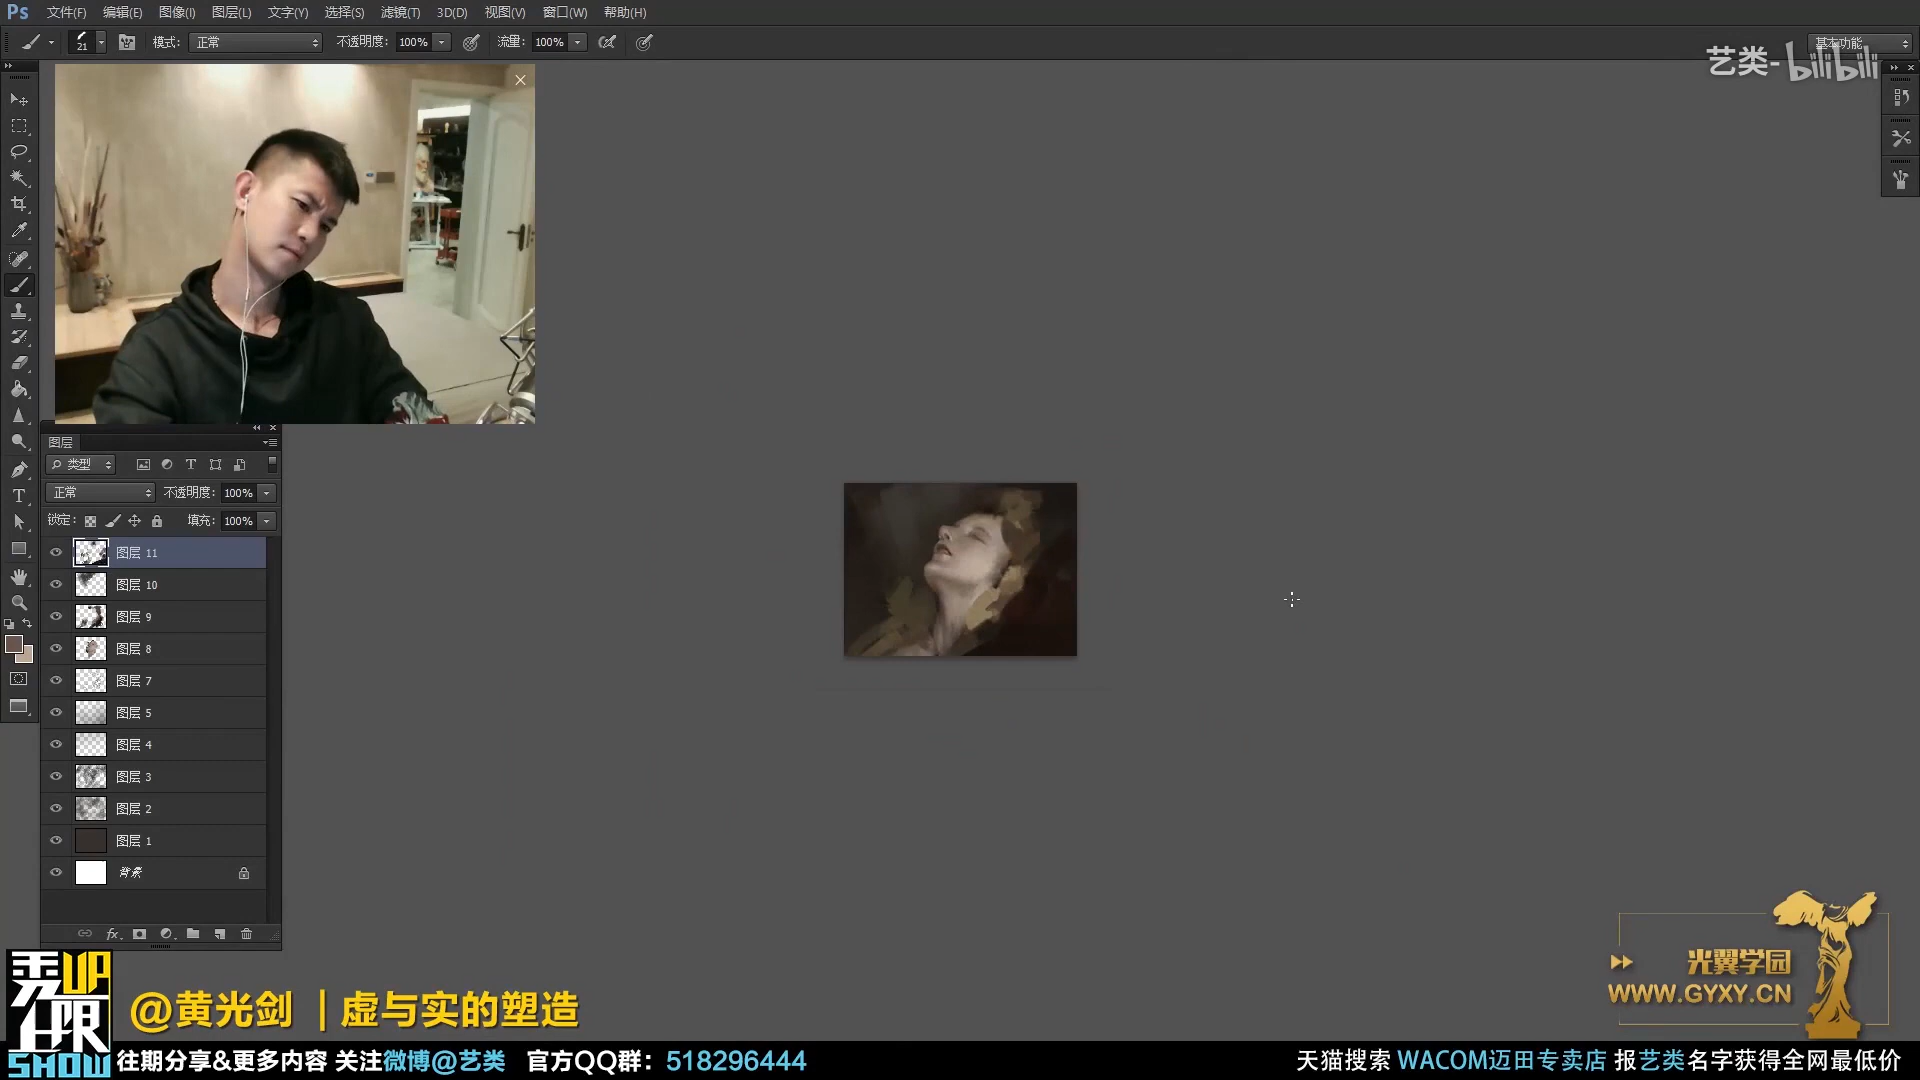 Ps 文件(F) 编辑(E) 图像(I) 图层(L) 文字(Y) 选择(S) 滤镜(T) 3D(D) 视图(V) 窗口(W) 帮助(H)
21 模式: 正常 不透明度: 100% 流量: 100% 基本功能
艺类-bilibili
图层
类型
正常 不透明度: 100%
锁定: 填充: 100%
图层 11
图层 10
图层 9
图层 8
图层 7
图层 5
图层 4
图层 3
图层 2
图层 1
背景
fx
光翼学园
WWW.GYXY.CN
UP
SHOW
@黄光剑 | 虚与实的塑造
往期分享&更多内容 关注微博@艺类 官方QQ群: 518296444
天猫搜索 WACOM迈田专卖店 报艺类名字获得全网最低价